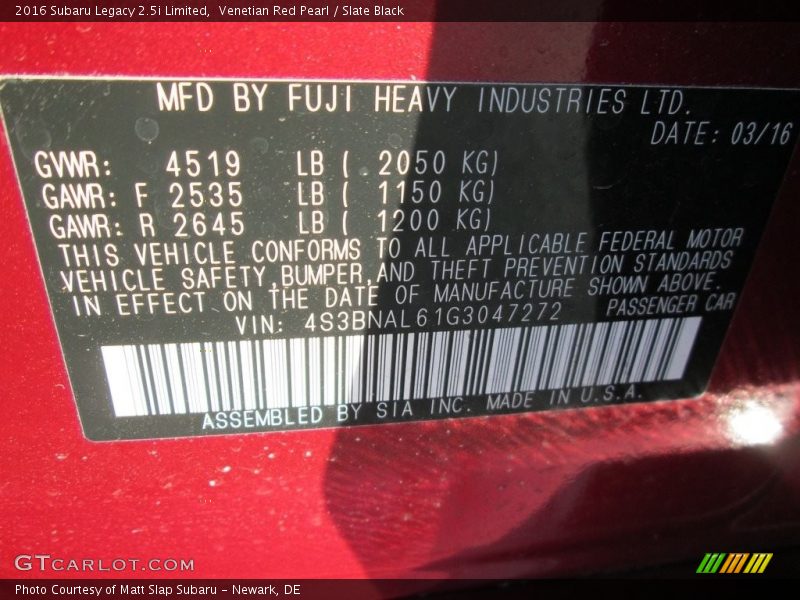 2016 Subaru Legacy 2.5i Limited,  Venetian Red Pearl / Slate Black
MFD BY FUJI HEAVY INDUSTRIES LTD.
DATE: 03/16
GVWR: 4519 LB ( 2050 KG)
GAWR: F 2535 LB ( 1150 KG)
GAWR: R 2645 LB ( 1200 KG)
THIS VEHICLE CONFORMS TO ALL APPLICABLE FEDERAL MOTOR
VEHICLE SAFETY,BUMPER,AND THEFT PREVENTION STANDARDS
IN EFFECT ON THE DATE OF MANUFACTURE SHOWN ABOVE.
VIN: 4S3BNAL61G3047272 PASSENGER CAR
ASSEMBLED BY SIA INC. MADE IN U.S.A.
GTCARLOT.COM
Photo Courtesy of Matt Slap Subaru - Newark, DE